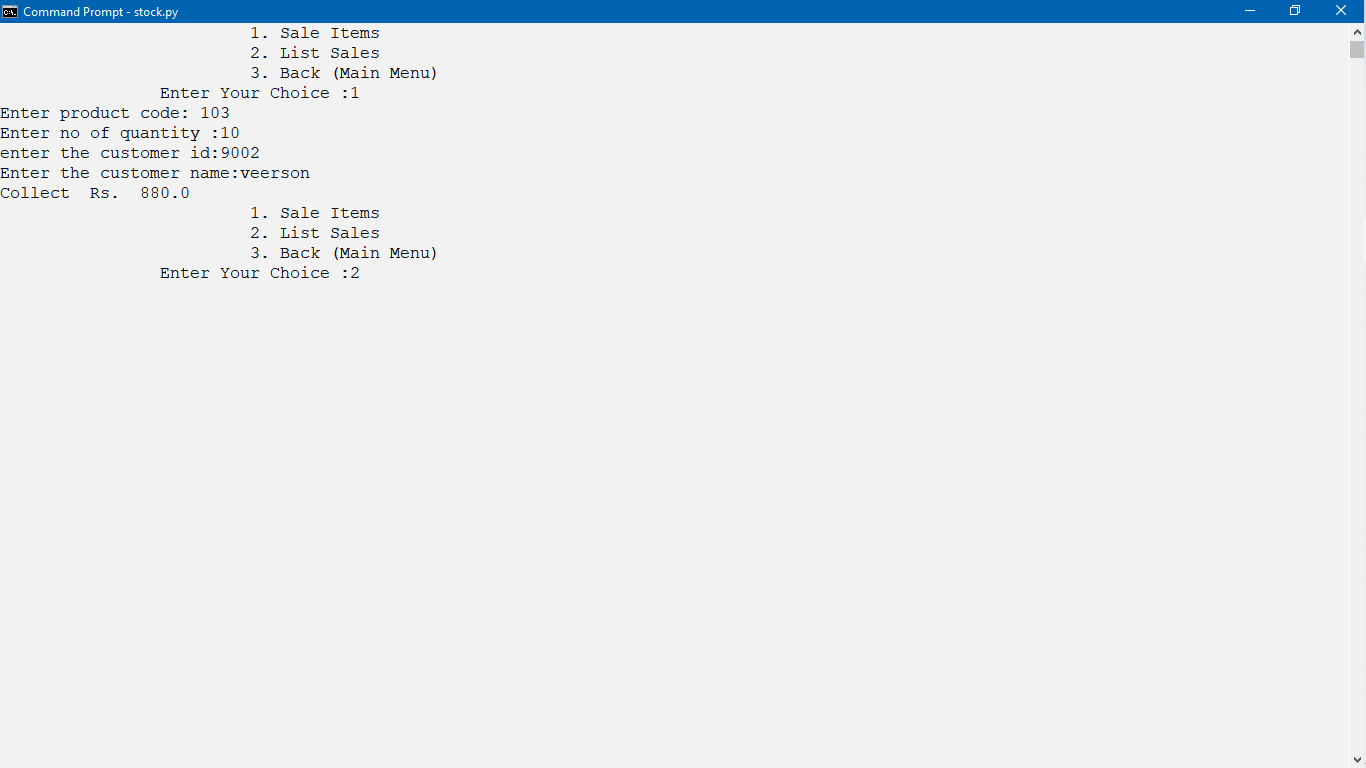 Command Prompt - stock.py
1. Sale Items
2. List Sales
3. Back (Main Menu)
Enter Your Choice :1
Enter product code: 103
Enter no of quantity :10
enter the customer id:9002
Enter the customer name:veerson
Collect  Rs.  880.0
1. Sale Items
2. List Sales
3. Back (Main Menu)
Enter Your Choice :2